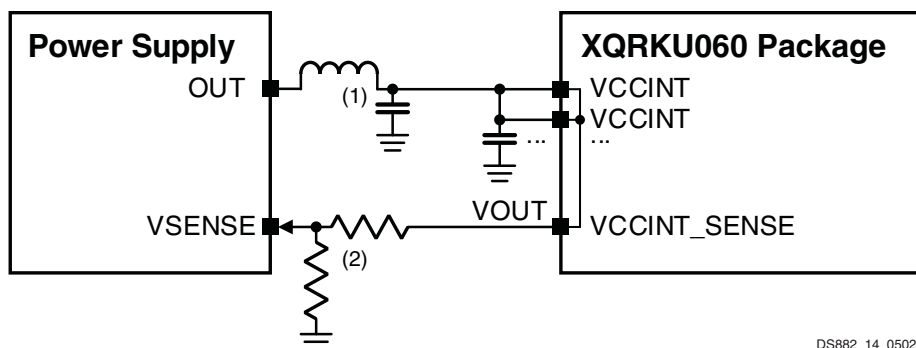 Power Supply
XQRKU060 Package
OUT
(1)
VCCINT
VCCINT
...
...
VOUT
VSENSE
VCCINT_SENSE
(2)
DS882_14_0502